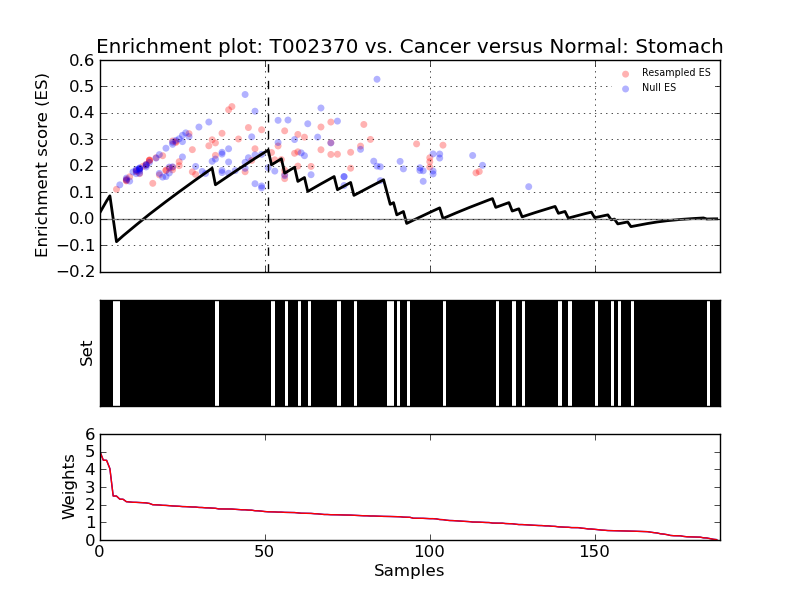 Enrichment plot: T002370 vs. Cancer versus Normal: Stomach
Enrichment score (ES)
0.6
0.5
0.4
0.3
0.2
0.1
0.0
−0.1
−0.2
Resampled ES
Null ES
Set
Weights
6
5
4
3
2
1
0
0 50 100 150
Samples